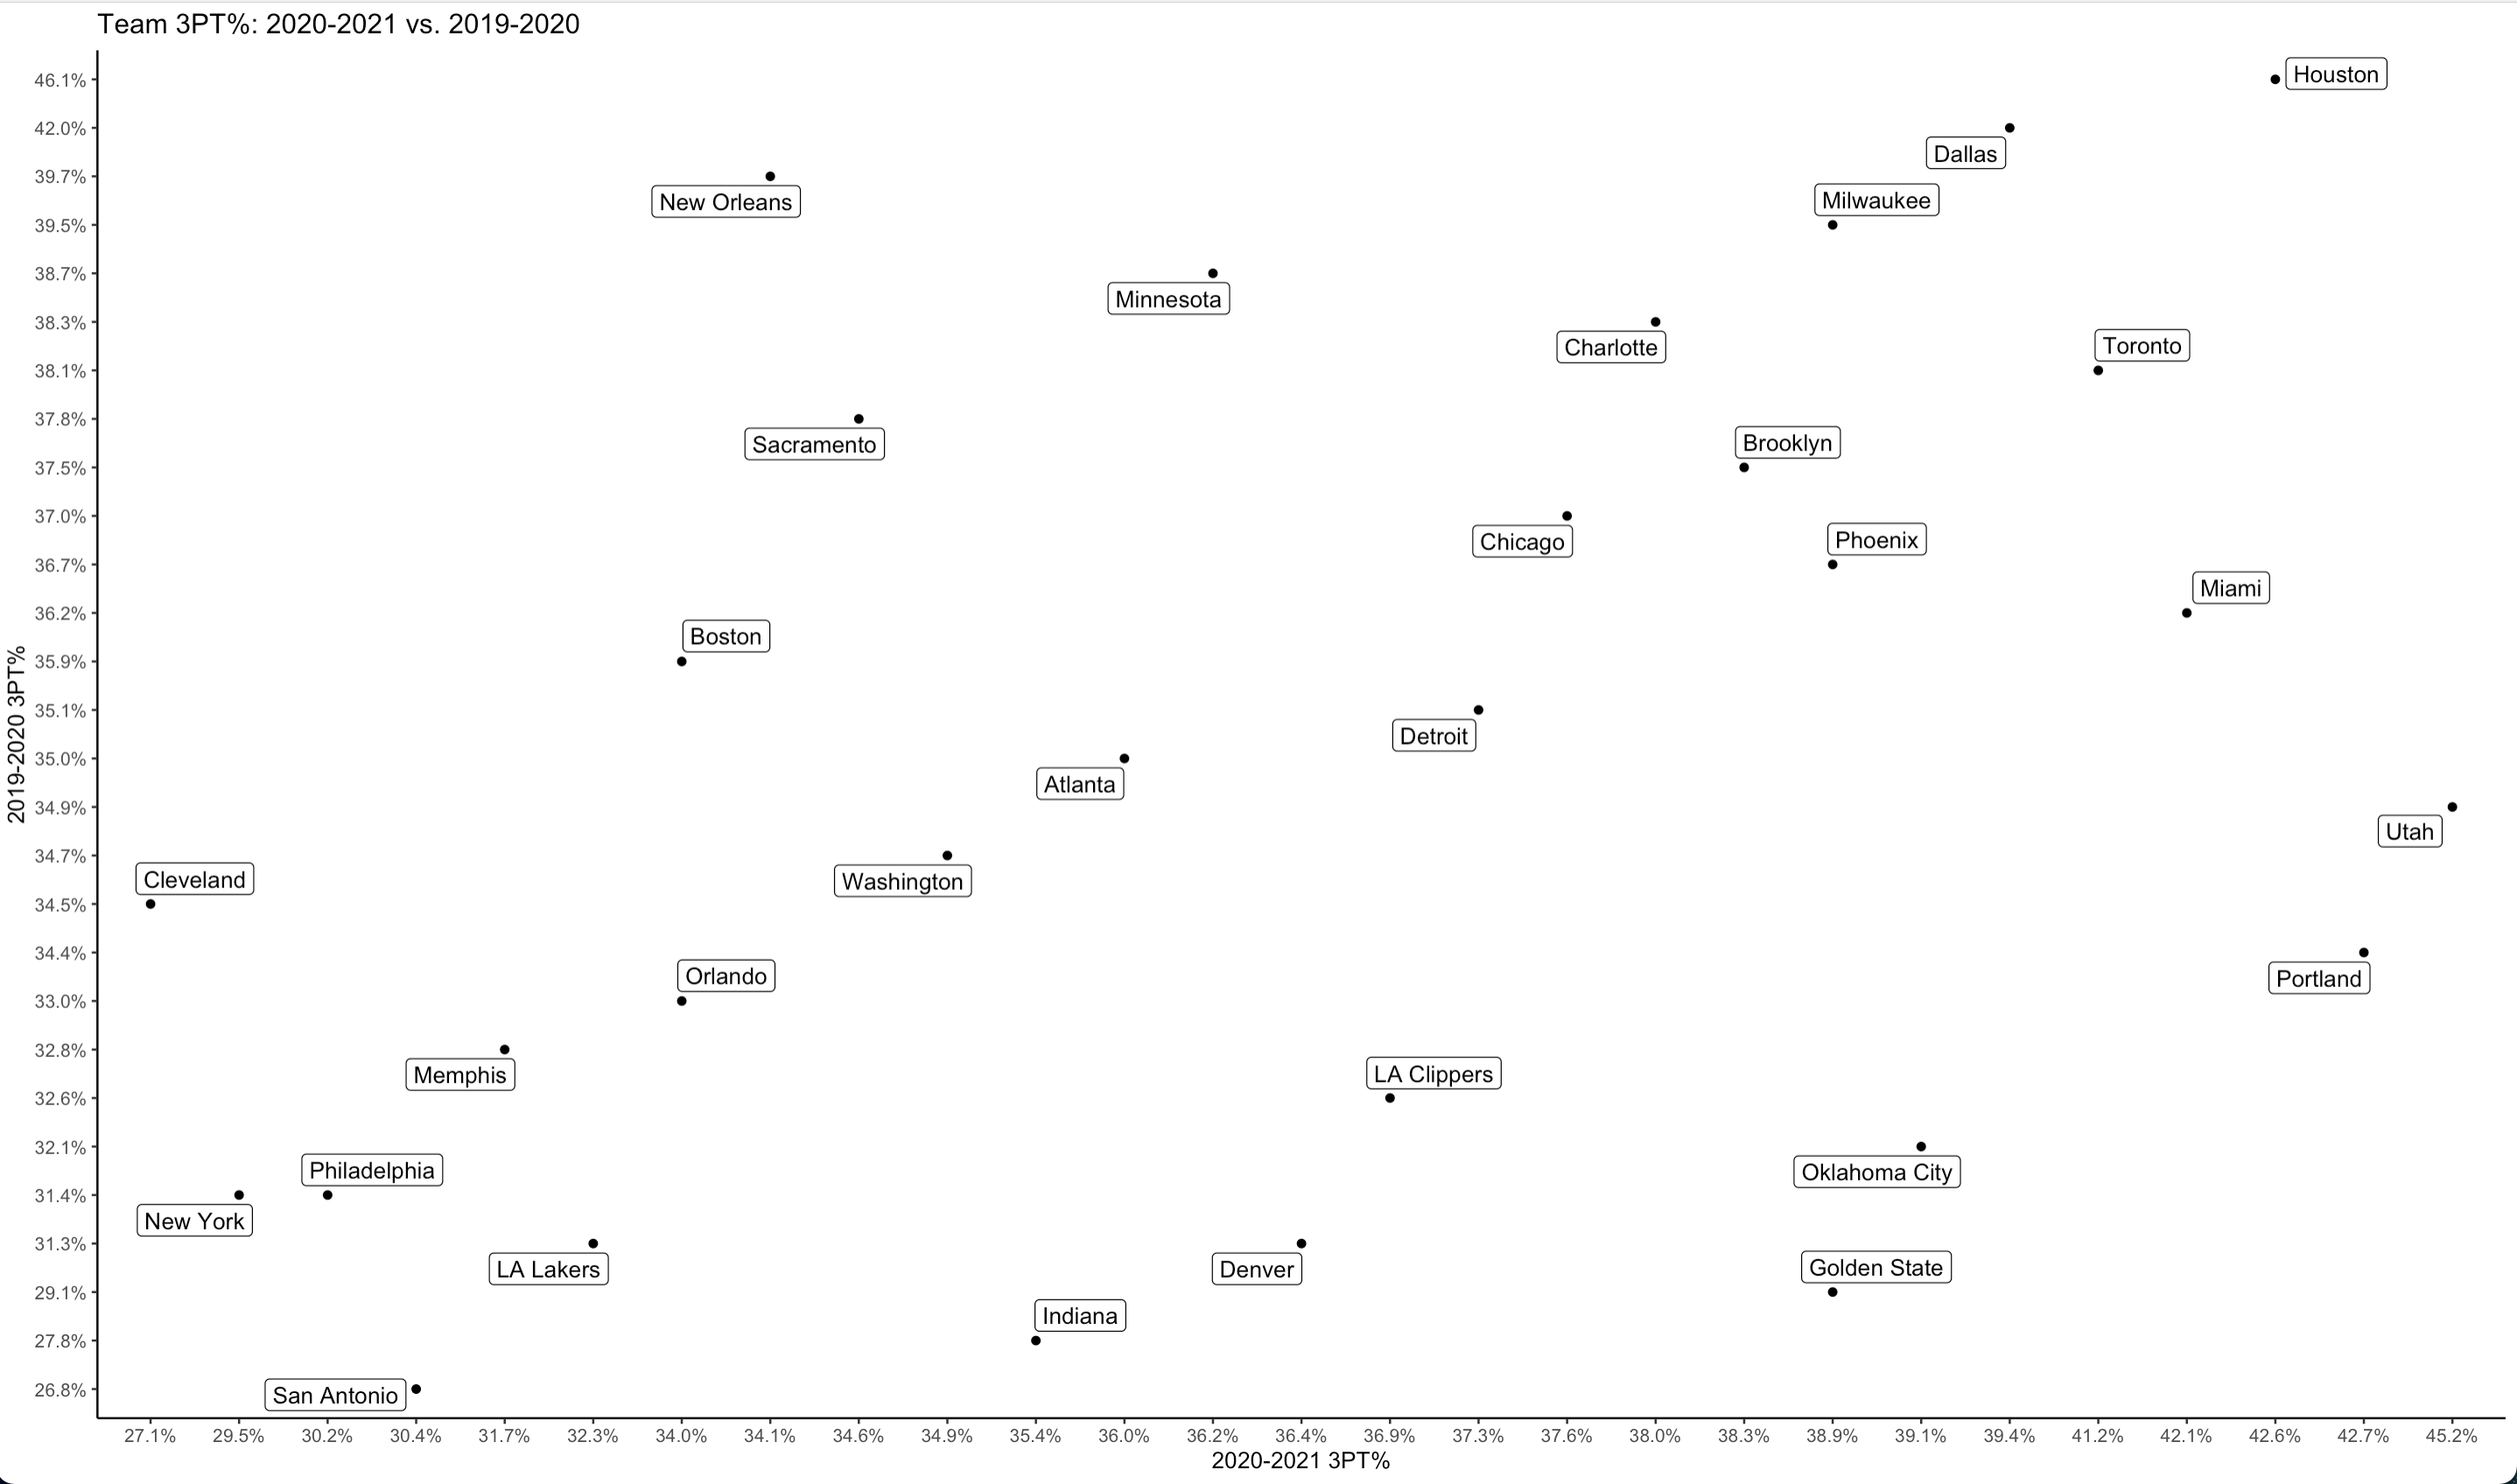 Team 3PT%: 2020-2021 vs. 2019-2020
46.1%
Houston
42.0%
Dallas
39.7%
New Orleans
Milwaukee
39.5%
38.7%
Minnesota
38.3%
Charlotte
Toronto
38.1%
37.8%
Sacramento
Brooklyn
37.5%
37.0%
Chicago
Phoenix
36.7%
Miami
36.2%
Boston
35.9%
35.1%
Detroit
35.0%
Atlanta
34.9%
Utah
34.7%
Cleveland
Washington
34.5%
34.4%
Orlando
Portland
33.0%
32.8%
Memphis
LA Clippers
32.6%
32.1%
Philadelphia
Oklahoma City
31.4%
New York
31.3%
LA Lakers
Denver
Golden State
29.1%
Indiana
27.8%
26.8%
San Antonio
2019-2020 3PT%
27.1% 29.5% 30.2% 30.4% 31.7% 32.3% 34.0% 34.1% 34.6% 34.9% 35.4% 36.0% 36.2% 36.4% 36.9% 37.3% 37.6% 38.0% 38.3% 38.9% 39.1% 39.4% 41.2% 42.1% 42.6% 42.7% 45.2%
2020-2021 3PT%